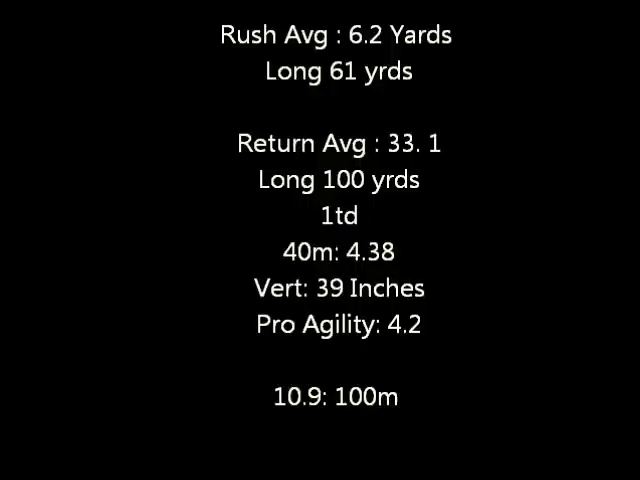 Rush Avg : 6.2 Yards
Long 61 yrds
Return Avg : 33. 1
Long 100 yrds
1td
40m: 4.38
Vert: 39 Inches
Pro Agility: 4.2
10.9: 100m